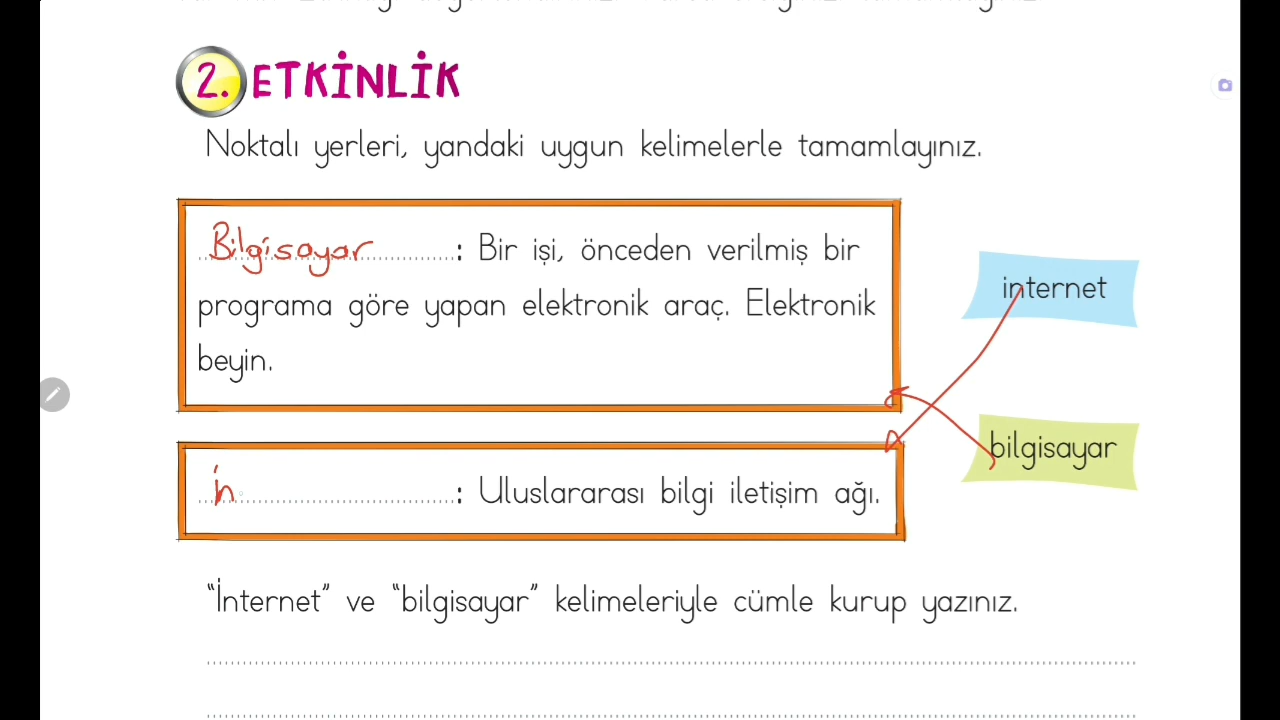 2. ETKİNLİK
Noktalı yerleri, yandaki uygun kelimelerle tamamlayınız.
Bilgisayar : Bir işi, önceden verilmiş bir
programa göre yapan elektronik araç. Elektronik
beyin.
internet
bilgisayar
in : Uluslararası bilgi iletişim ağı.
“İnternet” ve “bilgisayar” kelimeleriyle cümle kurup yazınız.